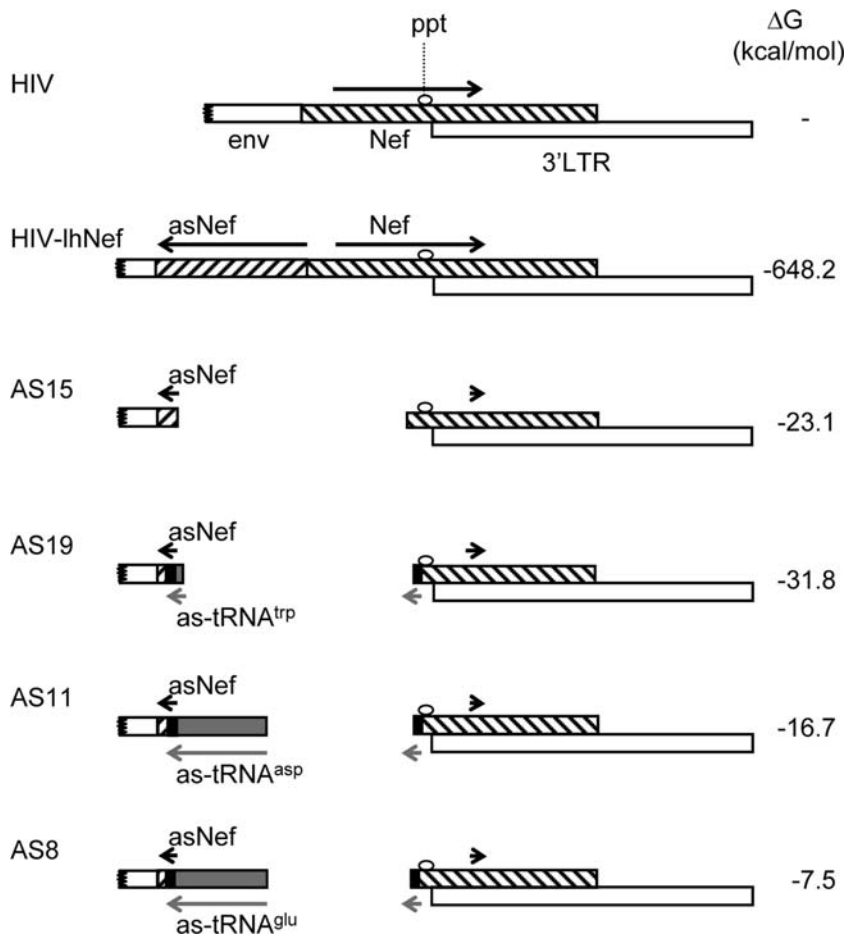 ΔG
ppt (kcal/mol)
HIV
-
env Nef
3'LTR
HIV-lhNef asNef Nef
-648.2
AS15 asNef
-23.1
AS19 asNef
-31.8
as-tRNAtrp
AS11 asNef
-16.7
as-tRNAasp
AS8 asNef
-7.5
as-tRNAglu